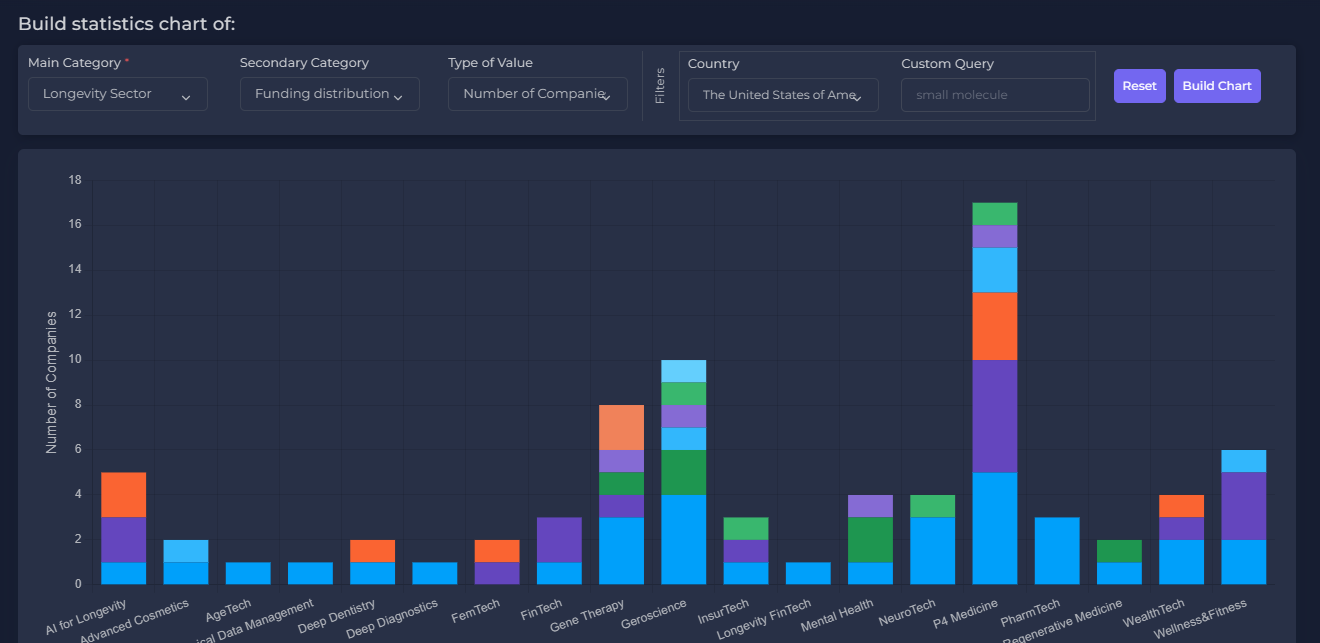 Build statistics chart of:
Main Category *
Secondary Category
Type of Value
Filters
Country
Custom Query
Longevity Sector
Funding distribution
Number of Companie
The United States of Ame
small molecule
Reset
Build Chart
Number of Companies
18
16
14
12
10
8
6
4
2
0
AI for Longevity
Advanced Cosmetics
AgeTech
Data Management
Deep Dentistry
Deep Diagnostics
FemTech
FinTech
Gene Therapy
Geroscience
InsurTech
Longevity FinTech
Mental Health
NeuroTech
P4 Medicine
PharmTech
Regenerative Medicine
WealthTech
Wellness&Fitness